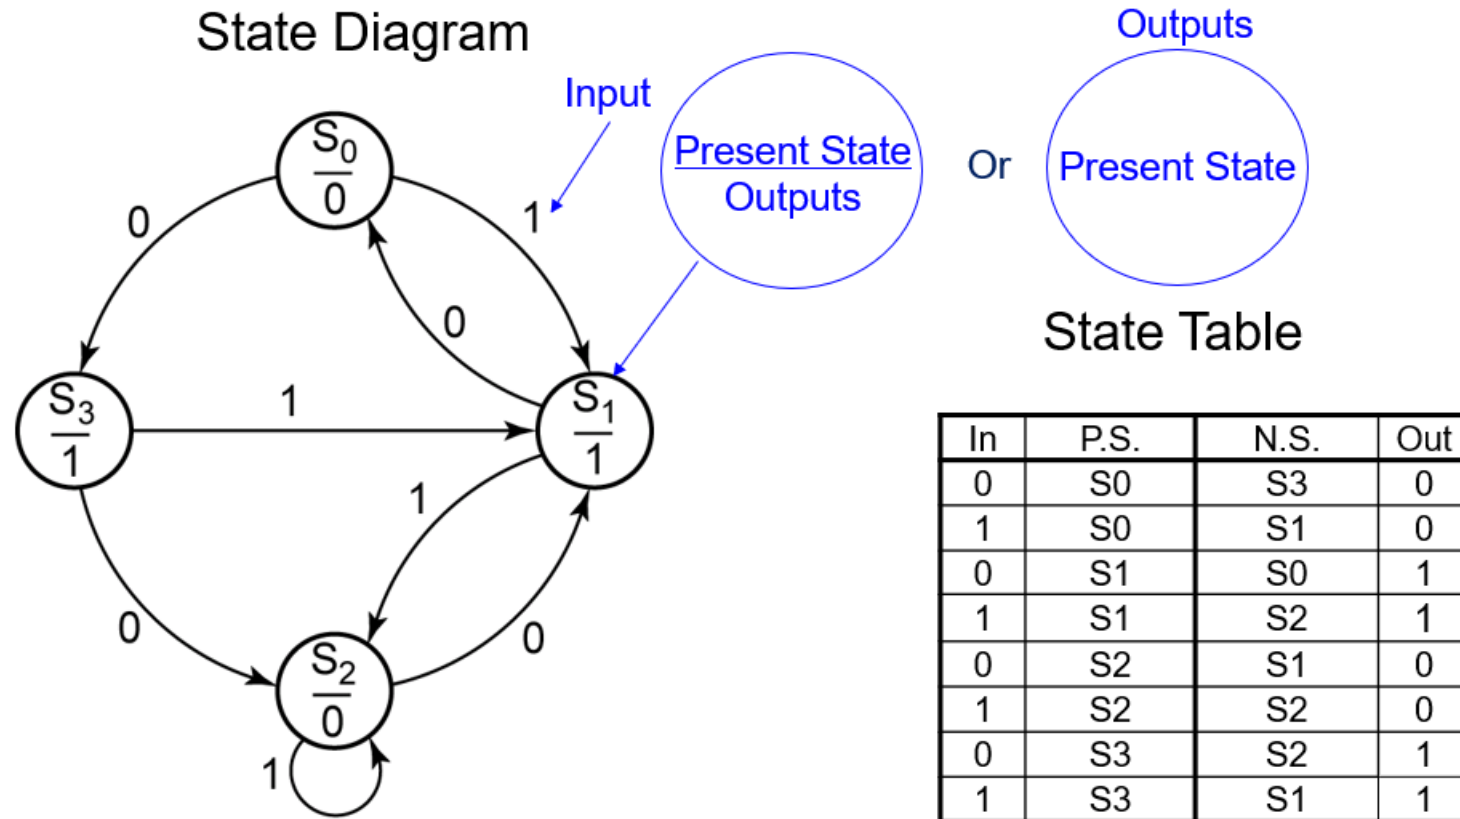 State Diagram
Outputs
Input
Present State
Outputs
Or
Present State
S0
0
0
1
0
S3
1
1
S1
1
1
0
0
S2
0
1
State Table
In P.S. N.S. Out
0 S0 S3 0
1 S0 S1 0
0 S1 S0 1
1 S1 S2 1
0 S2 S1 0
1 S2 S2 0
0 S3 S2 1
1 S3 S1 1